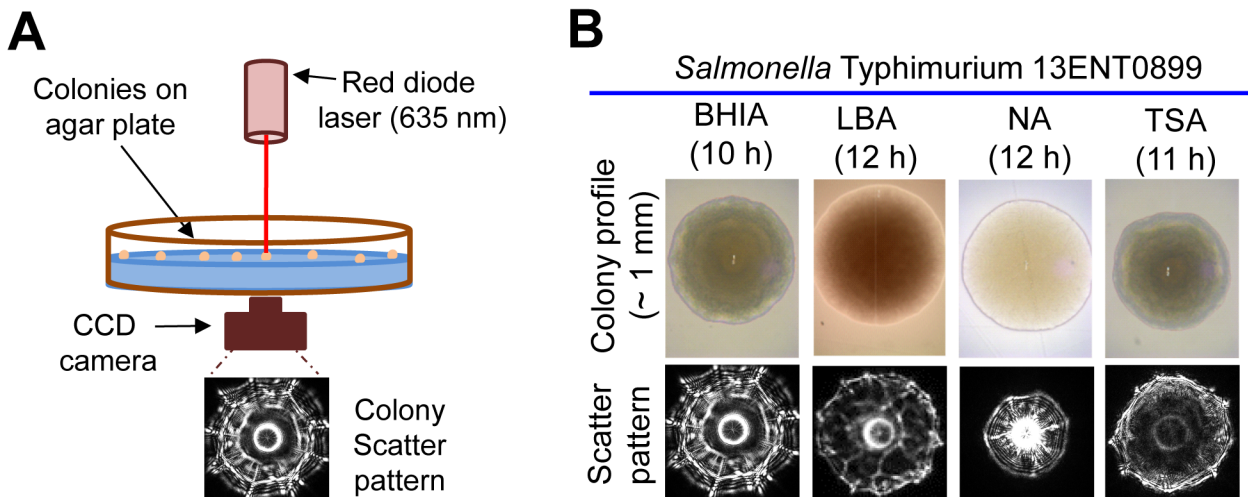 A
Red diode
laser (635 nm)
Colonies on
agar plate
CCD
camera
Colony
Scatter
pattern
B
Salmonella Typhimurium 13ENT0899
BHIA
(10 h)
LBA
(12 h)
NA
(12 h)
TSA
(11 h)
Colony profile
(~ 1 mm)
Scatter
pattern